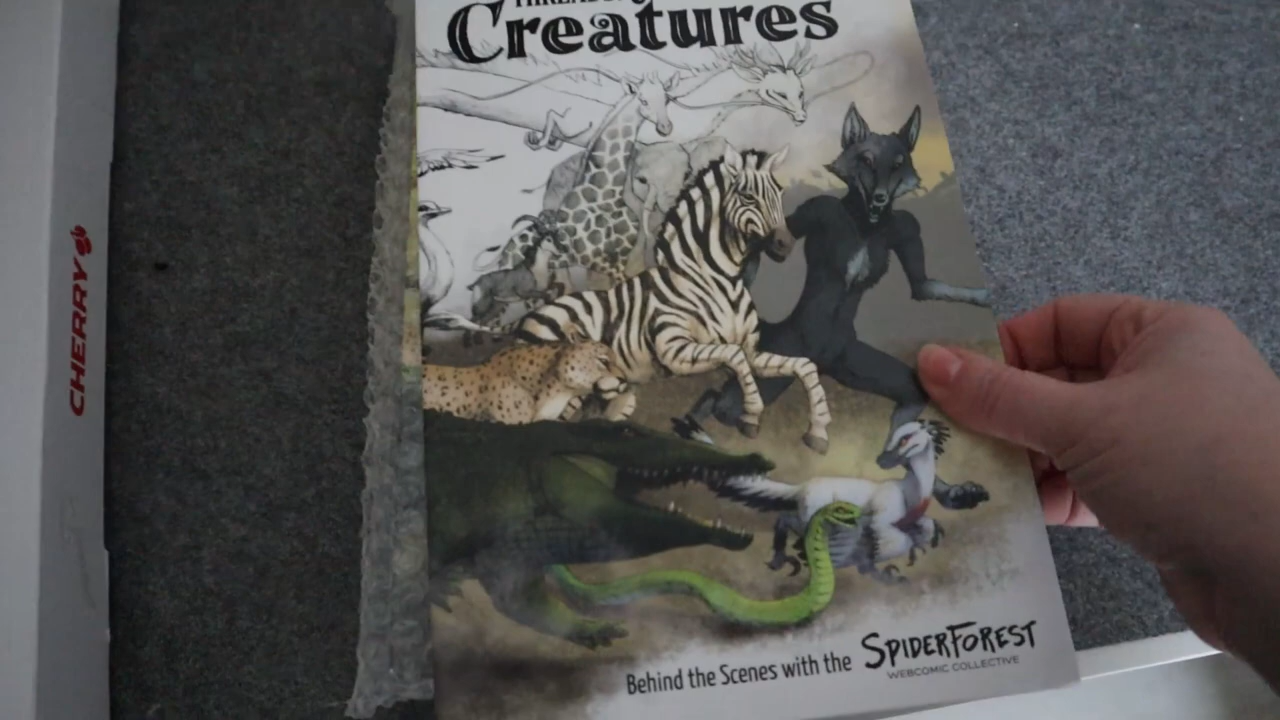 Creatures
CHERRY
Behind the Scenes with the SPIDERFOREST
WEBCOMIC COLLECTIVE